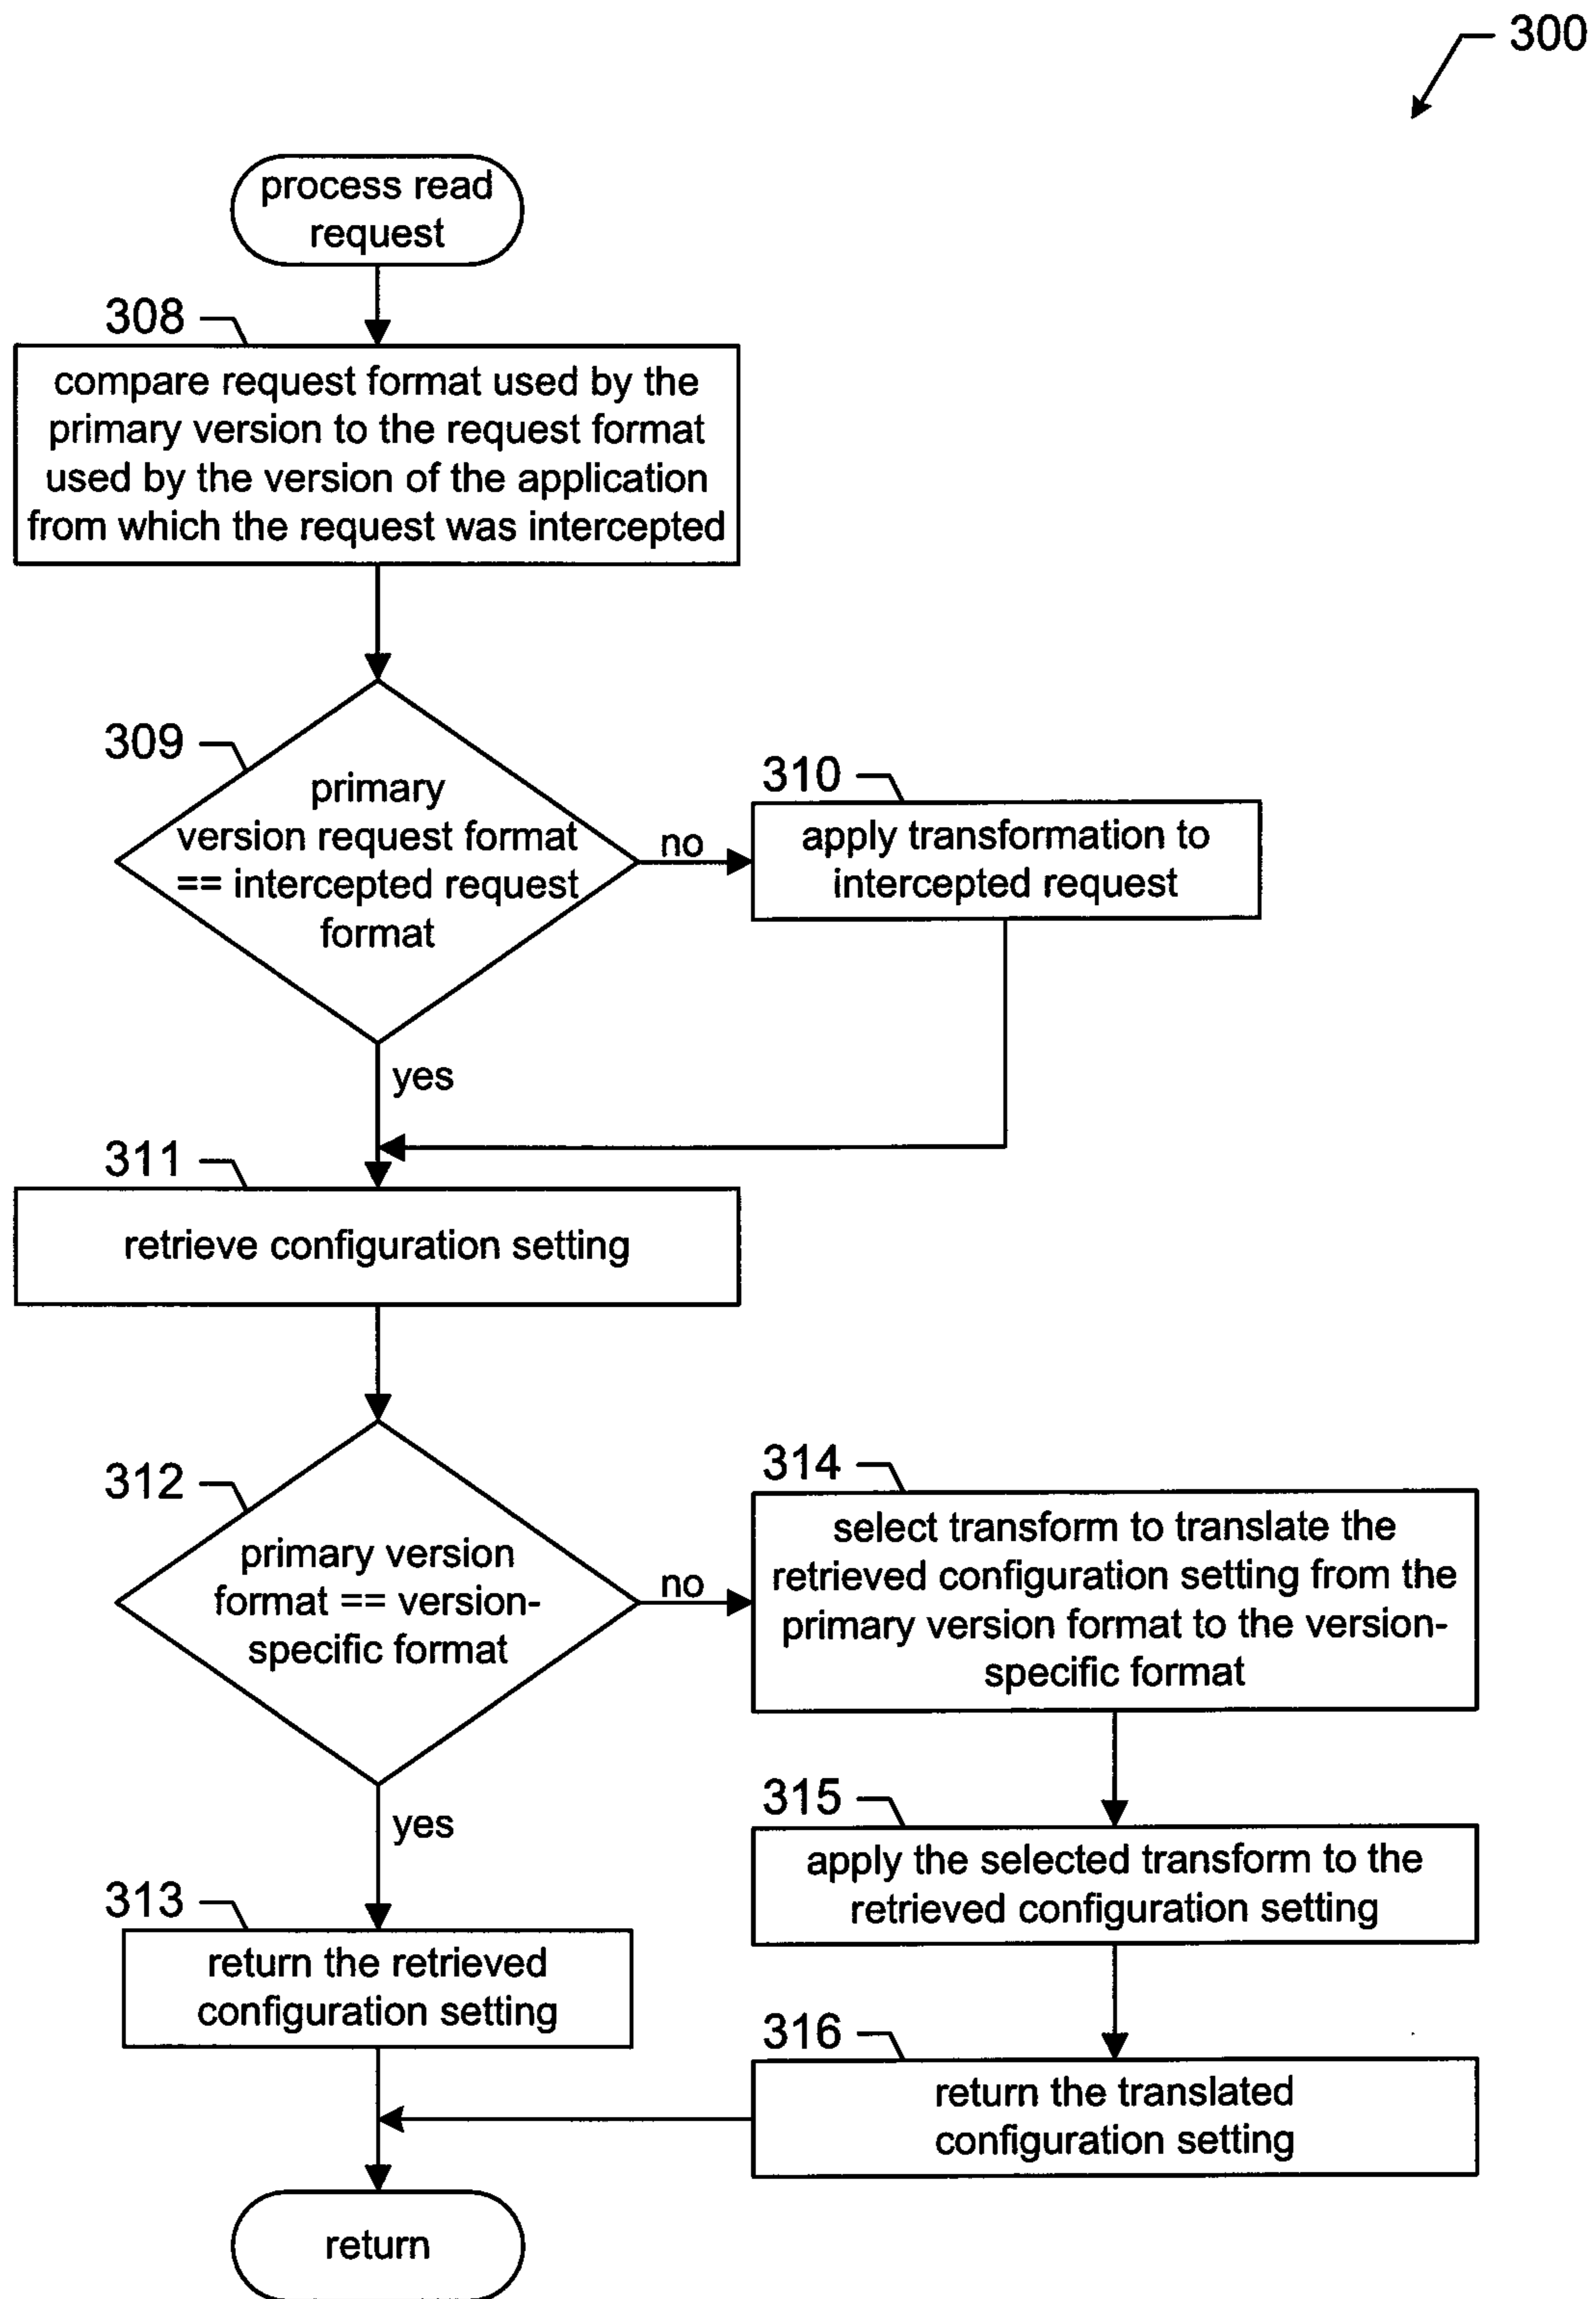 300
process read
request
308
compare request format used by the
primary version to the request format
used by the version of the application
from which the request was intercepted
309
primary
version request format
== intercepted request
format
no
310
apply transformation to
intercepted request
yes
311
retrieve configuration setting
312
primary version
format == version-
specific format
no
314
select transform to translate the
retrieved configuration setting from the
primary version format to the version-
specific format
yes
315
apply the selected transform to the
retrieved configuration setting
313
return the retrieved
configuration setting
316
return the translated
configuration setting
return